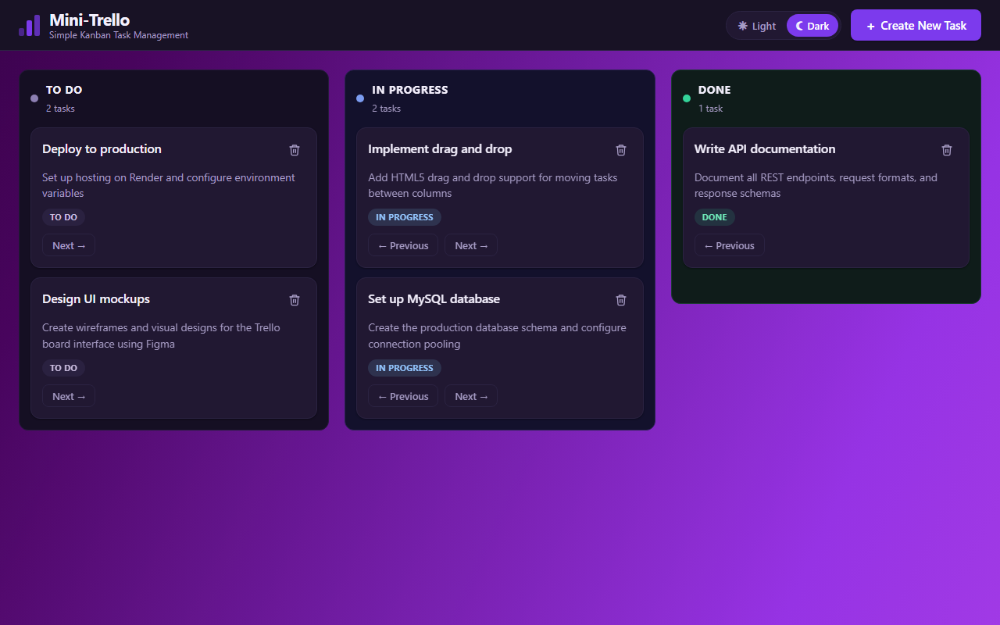 Mini-Trello
Simple Kanban Task Management
Light
Dark
+ Create New Task
TO DO
2 tasks
Deploy to production
Set up hosting on Render and configure environment
variables
TO DO
Next →
Design UI mockups
Create wireframes and visual designs for the Trello
board interface using Figma
TO DO
Next →
IN PROGRESS
2 tasks
Implement drag and drop
Add HTML5 drag and drop support for moving tasks
between columns
IN PROGRESS
← Previous
Next →
Set up MySQL database
Create the production database schema and configure
connection pooling
IN PROGRESS
← Previous
Next →
DONE
1 task
Write API documentation
Document all REST endpoints, request formats, and
response schemas
DONE
← Previous